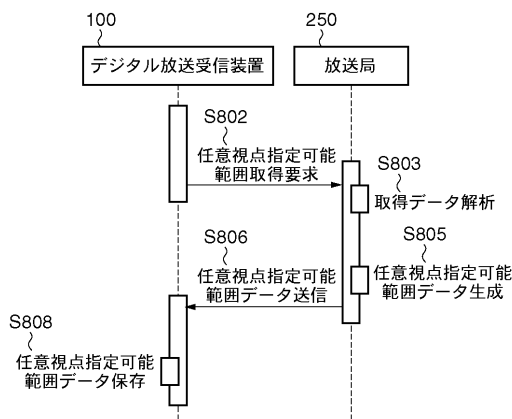 100
250
デジタル放送受信装置
放送局
S802
任意視点指定可能
範囲取得要求
S803
取得データ解析
S805
任意視点指定可能
範囲データ生成
S806
任意視点指定可能
範囲データ送信
S808
任意視点指定可能
範囲データ保存